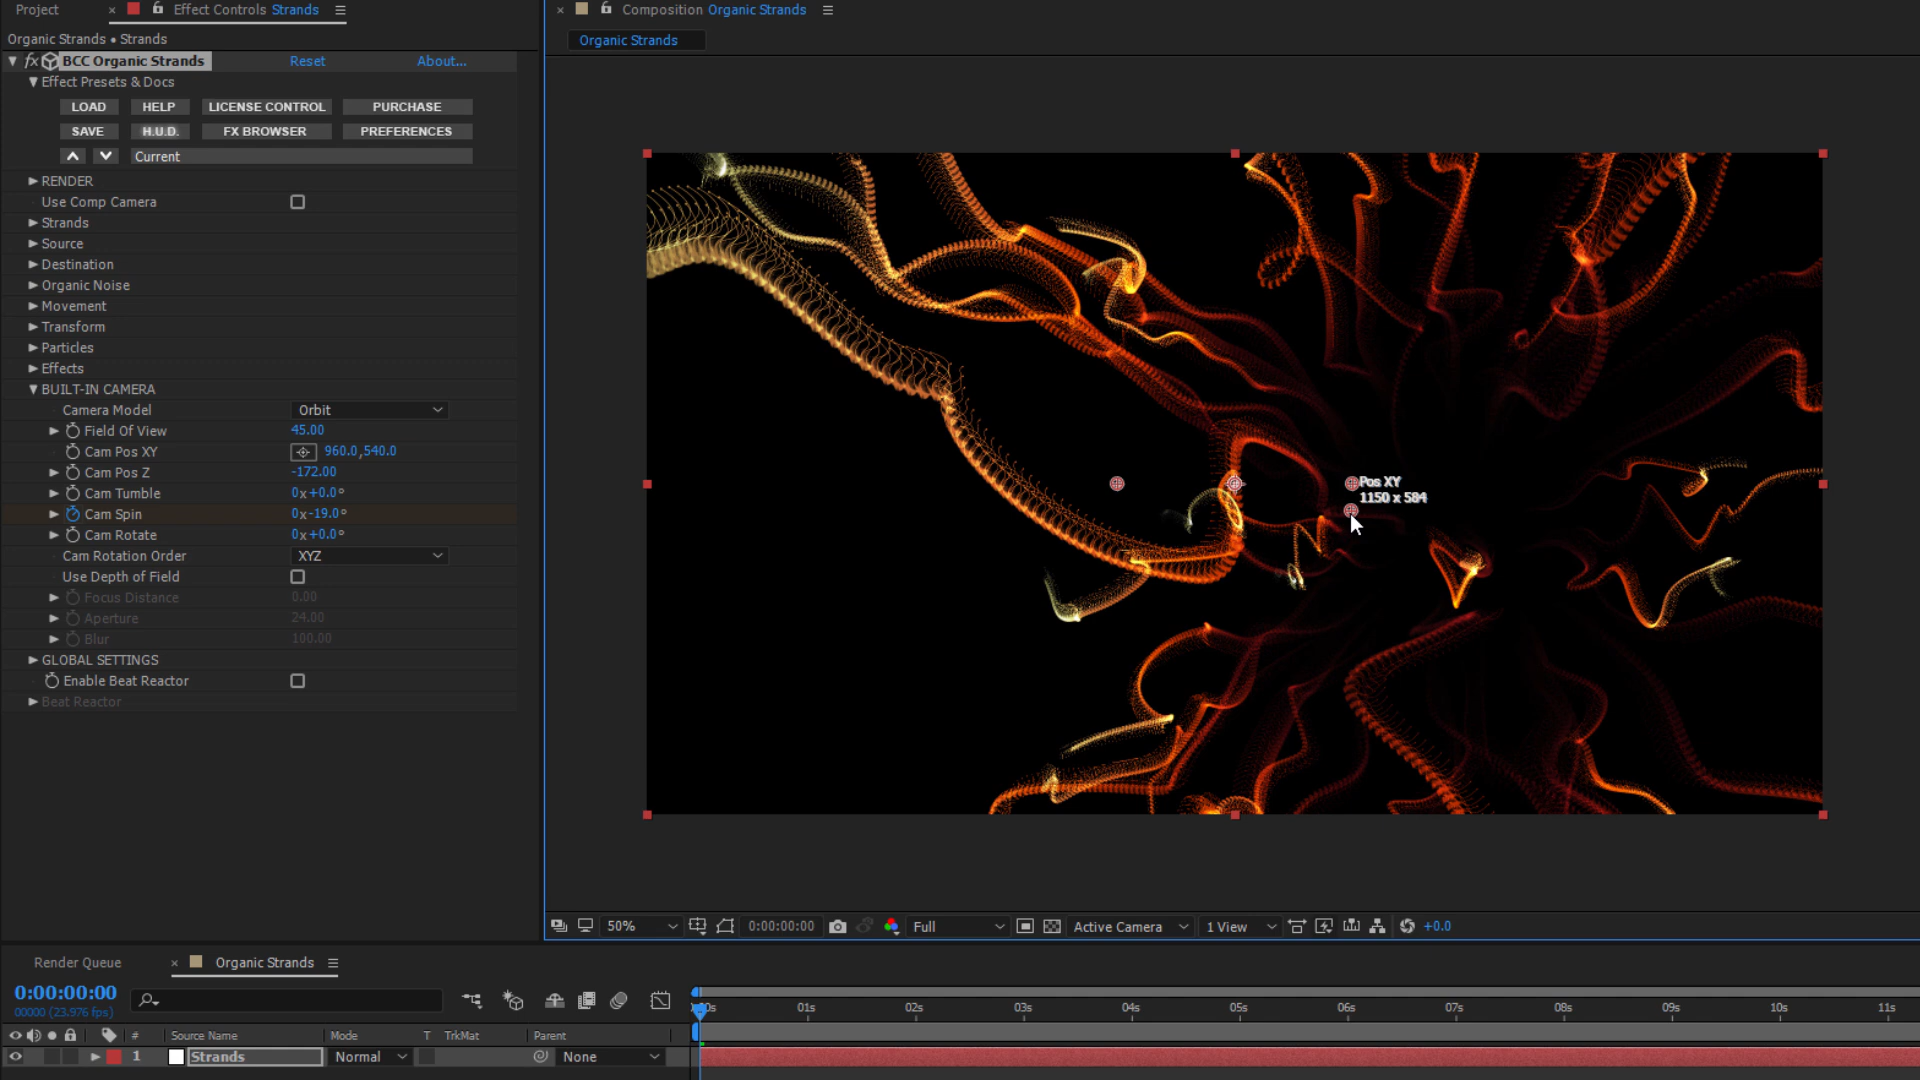 Project
× Effect Controls Strands
× Composition Organic Strands
Organic Strands • Strands
Organic Strands
fx BCC Organic Strands Reset About...
Effect Presets & Docs
LOAD HELP LICENSE CONTROL PURCHASE
SAVE H.U.D. FX BROWSER PREFERENCES
Current
RENDER
Use Comp Camera
Strands
Source
Destination
Organic Noise
Movement
Transform
Particles
Effects
BUILT-IN CAMERA
Camera Model Orbit
Field Of View 45.00
Cam Pos XY 960.0,540.0
Cam Pos Z -172.00
Cam Tumble 0x+0.0°
Cam Spin 0x-19.0°
Cam Rotate 0x+0.0°
Cam Rotation Order XYZ
Use Depth of Field
Focus Distance 0.00
Aperture 24.00
Blur 100.00
GLOBAL SETTINGS
Enable Beat Reactor
Beat Reactor
Pos XY
1150 x 584
50% 0:00:00:00 Full Active Camera 1 View +0.0
Render Queue × Organic Strands
0:00:00:00
00000 (23.976 fps)
01s 02s 03s 04s 05s 06s 07s 08s 09s 10s 11s
# Source Name Mode T TrkMat Parent
1 Strands Normal None